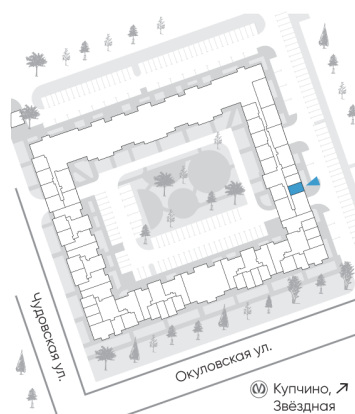 Чудовская ул.
Окуловская ул.
М Купчино, ↗
Звёздная